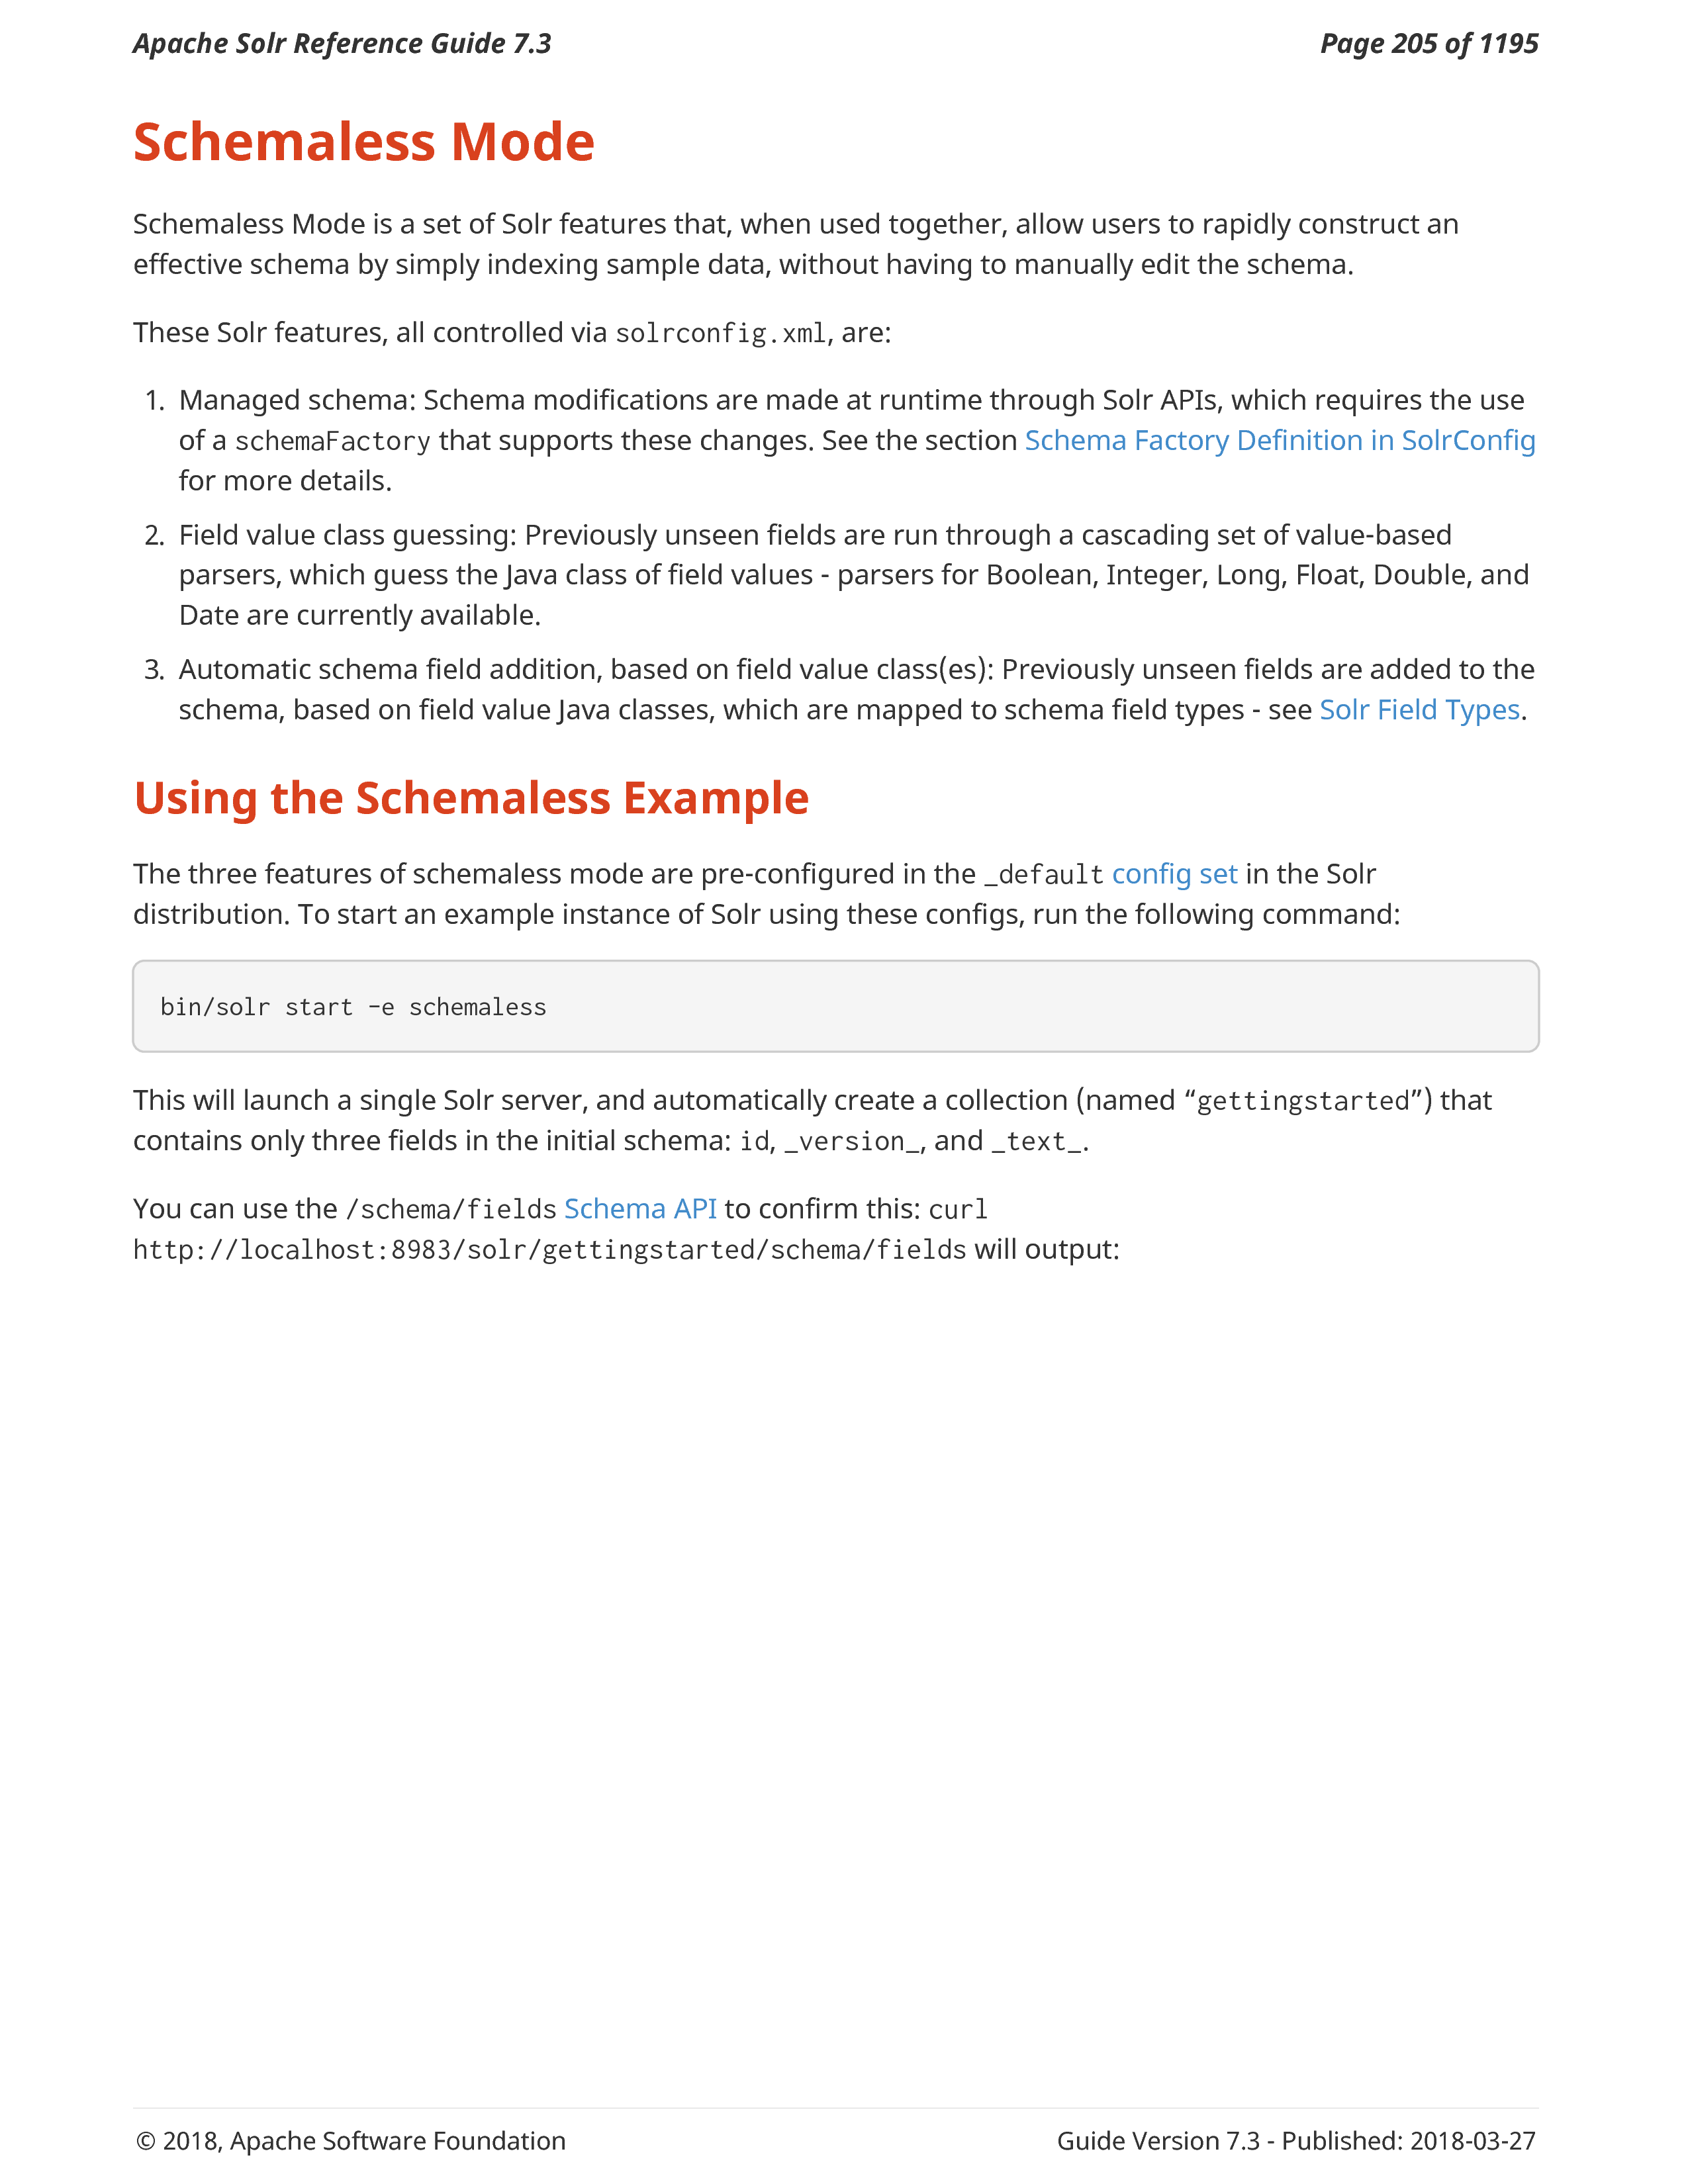 Apache Solr Reference Guide 7.3
Page 205 of 1195
Schemaless Mode
Schemaless Mode is a set of Solr features that, when used together, allow users to rapidly construct an
effective schema by simply indexing sample data, without having to manually edit the schema.
These Solr features, all controlled via solrconfig.xml, are:
1. Managed schema: Schema modifications are made at runtime through Solr APIs, which requires the use
of a schemaFactory that supports these changes. See the section Schema Factory Definition in SolrConfig
for more details.
2. Field value class guessing: Previously unseen fields are run through a cascading set of value-based
parsers, which guess the Java class of field values - parsers for Boolean, Integer, Long, Float, Double, and
Date are currently available.
3. Automatic schema field addition, based on field value class(es): Previously unseen fields are added to the
schema, based on field value Java classes, which are mapped to schema field types - see Solr Field Types.
Using the Schemaless Example
The three features of schemaless mode are pre-configured in the _default config set in the Solr
distribution. To start an example instance of Solr using these configs, run the following command:
bin/solr start -e schemaless
This will launch a single Solr server, and automatically create a collection (named “gettingstarted”) that
contains only three fields in the initial schema: id, _version_, and _text_.
You can use the /schema/fields Schema API to confirm this: curl
http://localhost:8983/solr/gettingstarted/schema/fields will output:
© 2018, Apache Software Foundation
Guide Version 7.3 - Published: 2018-03-27